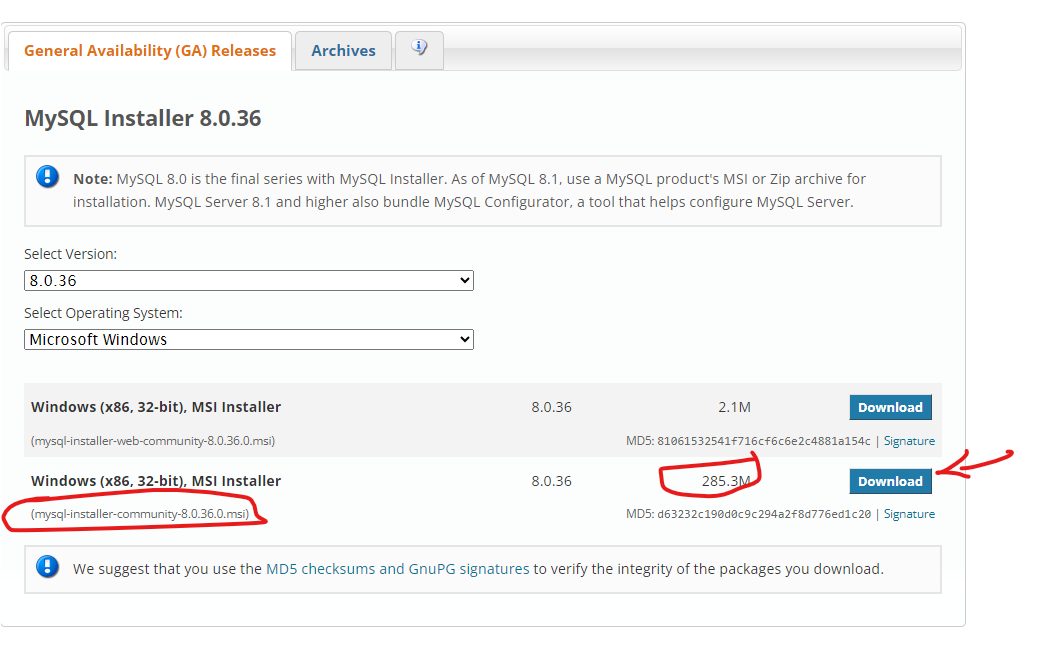 General Availability (GA) Releases
Archives
MySQL Installer 8.0.36
Note: MySQL 8.0 is the final series with MySQL Installer. As of MySQL 8.1, use a MySQL product's MSI or Zip archive for
installation. MySQL Server 8.1 and higher also bundle MySQL Configurator, a tool that helps configure MySQL Server.
Select Version:
8.0.36
Select Operating System:
Microsoft Windows
Windows (x86, 32-bit), MSI Installer 8.0.36 2.1M Download
(mysql-installer-web-community-8.0.36.0.msi) MD5: 81061532541f716cf6c6e2c4881a154c | Signature
Windows (x86, 32-bit), MSI Installer 8.0.36 285.3M Download
(mysql-installer-community-8.0.36.0.msi) MD5: d63232c190d0c9c294a2f8d776ed1c20 | Signature
We suggest that you use the MD5 checksums and GnuPG signatures to verify the integrity of the packages you download.